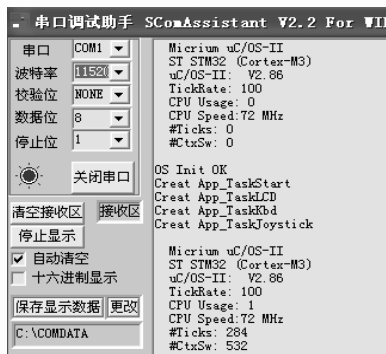 串口调试助手 SComAssistant V2.2 For WI
串口 COM1
波特率 11520
校验位 NONE
数据位 8
停止位 1
关闭串口
清空接收区 接收区
停止显示
自动清空
十六进制显示
保存显示数据 更改
C:\COMDATA
Micrium uC/OS-II
ST STM32 (Cortex-M3)
uC/OS-II: V2.86
TickRate: 100
CPU Usage: 0
CPU Speed:72 MHz
#Ticks: 0
#CtxSw: 0
OS Init OK
Creat App_TaskStart
Creat App_TaskLCD
Creat App_TaskKbd
Creat App_TaskJoystick
Micrium uC/OS-II
ST STM32 (Cortex-M3)
uC/OS-II: V2.86
TickRate: 100
CPU Usage: 1
CPU Speed:72 MHz
#Ticks: 284
#CtxSw: 532